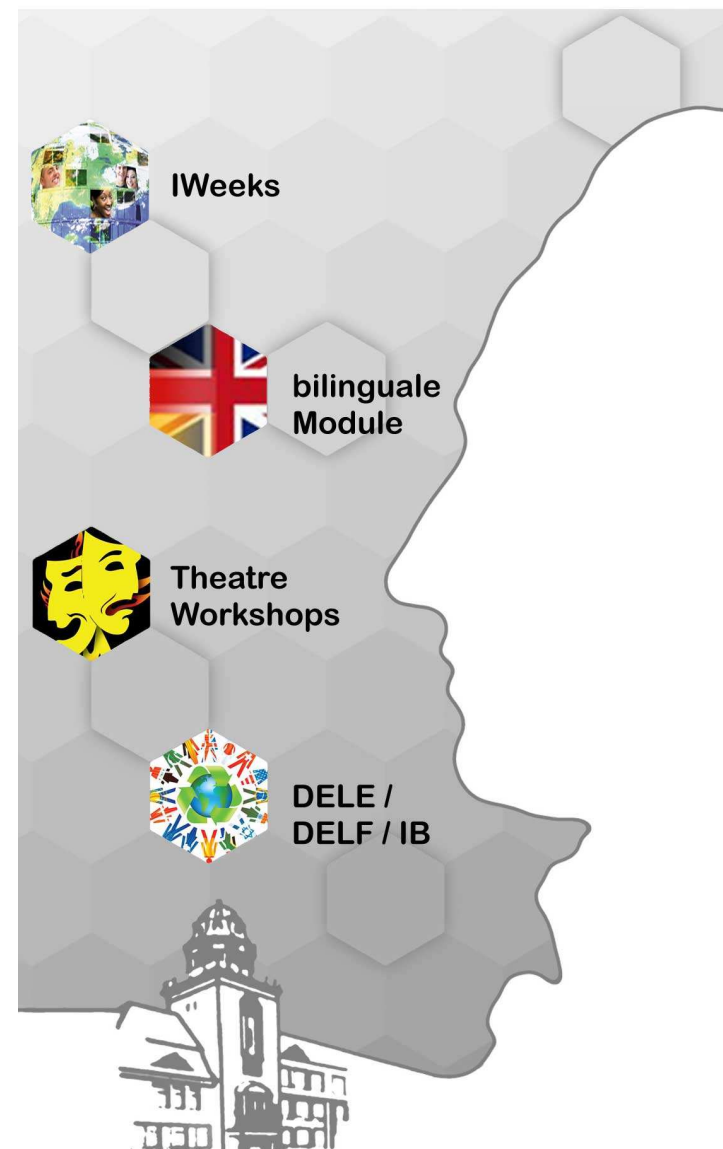 IWeeks
bilinguale
Module
Theatre
Workshops
DELE /
DELF / IB